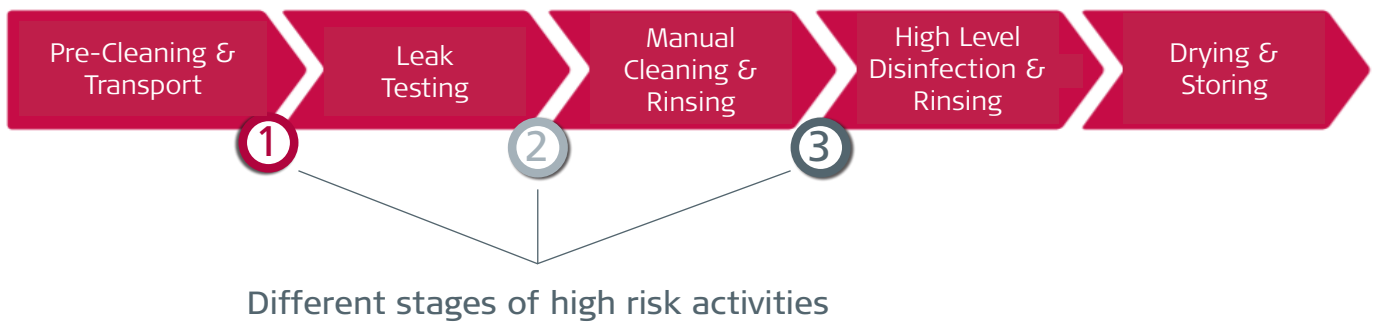 Pre-Cleaning &
Transport
Leak
Testing
Manual
Cleaning &
Rinsing
High Level
Disinfection &
Rinsing
Drying &
Storing
1
2
3
Different stages of high risk activities